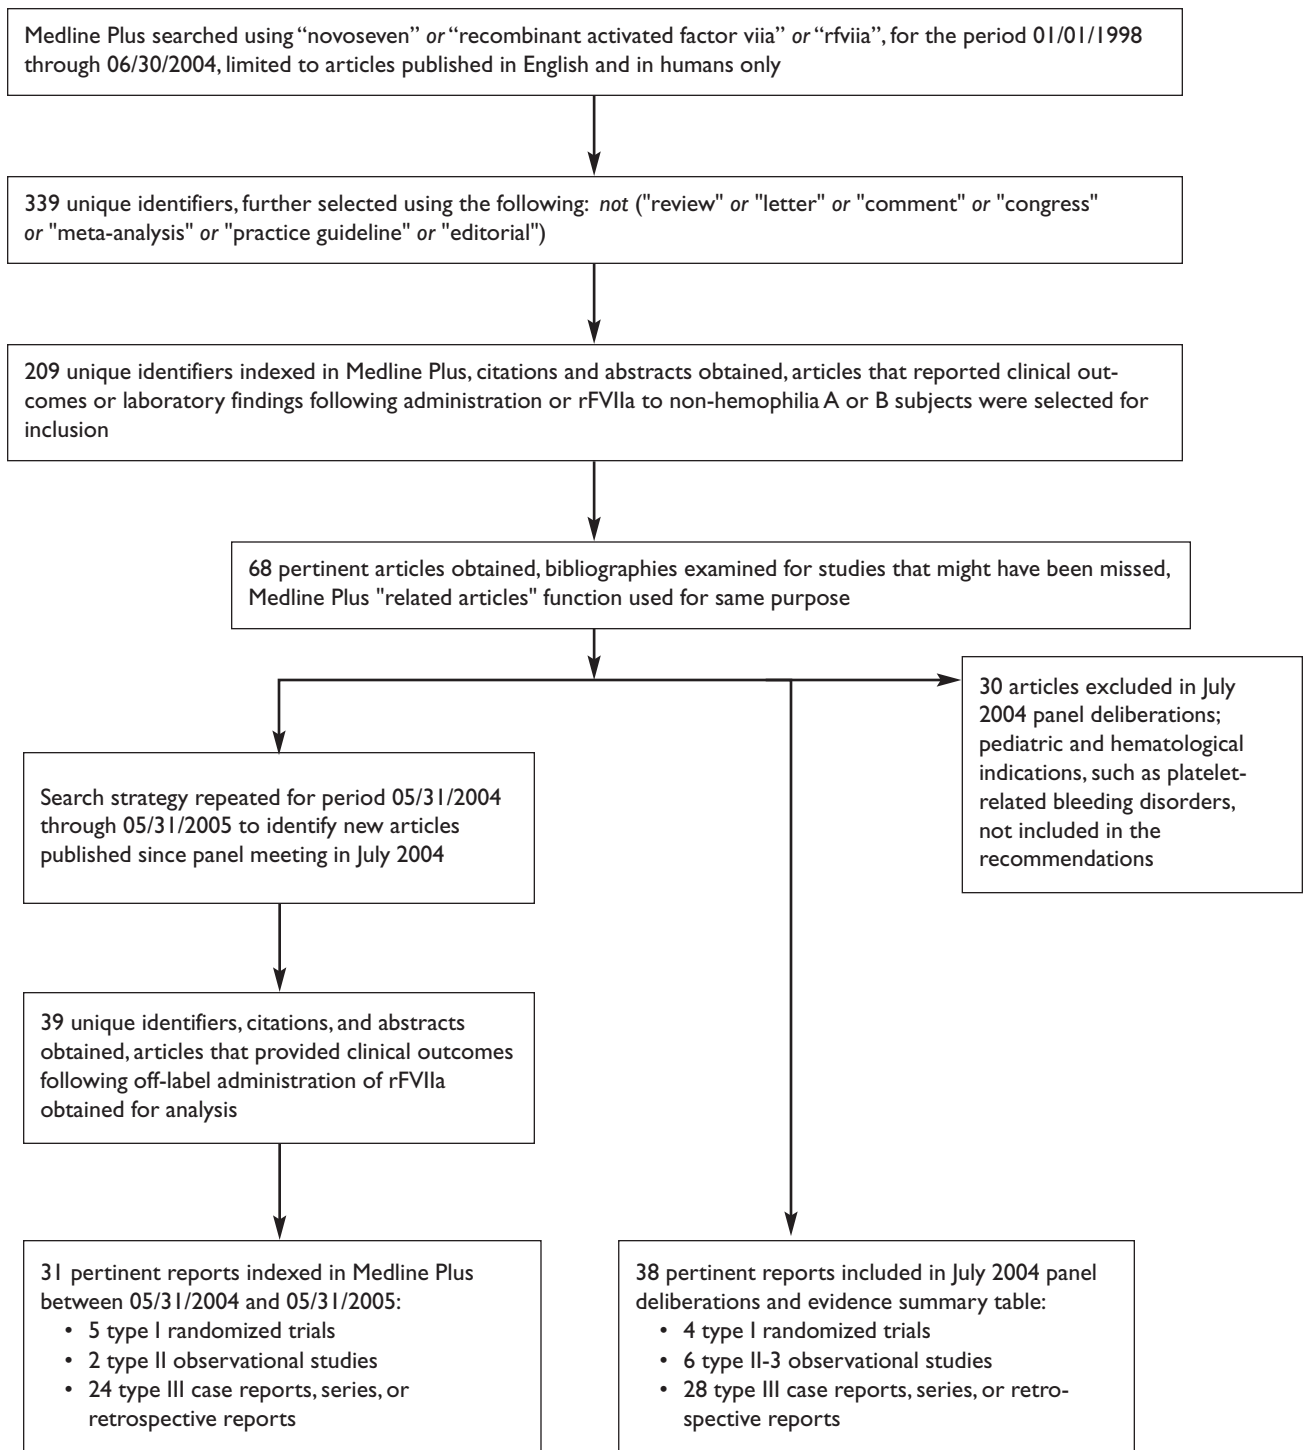 Medline Plus searched using “novoseven” or “recombinant activated factor viia” or “rfviia”, for the period 01/01/1998
through 06/30/2004, limited to articles published in English and in humans only
339 unique identifiers, further selected using the following: not ("review" or "letter" or "comment" or "congress"
or "meta-analysis" or "practice guideline" or "editorial")
209 unique identifiers indexed in Medline Plus, citations and abstracts obtained, articles that reported clinical out-
comes or laboratory findings following administration or rFVIIa to non-hemophilia A or B subjects were selected for
inclusion
68 pertinent articles obtained, bibliographies examined for studies that might have been missed,
Medline Plus "related articles" function used for same purpose
30 articles excluded in July
2004 panel deliberations;
pediatric and hematological
indications, such as platelet-
related bleeding disorders,
not included in the
recommendations
Search strategy repeated for period 05/31/2004
through 05/31/2005 to identify new articles
published since panel meeting in July 2004
39 unique identifiers, citations, and abstracts
obtained, articles that provided clinical outcomes
following off-label administration of rFVIIa
obtained for analysis
31 pertinent reports indexed in Medline Plus
between 05/31/2004 and 05/31/2005:
• 5 type I randomized trials
• 2 type II observational studies
• 24 type III case reports, series, or
retrospective reports
38 pertinent reports included in July 2004 panel
deliberations and evidence summary table:
• 4 type I randomized trials
• 6 type II-3 observational studies
• 28 type III case reports, series, or retro-
spective reports